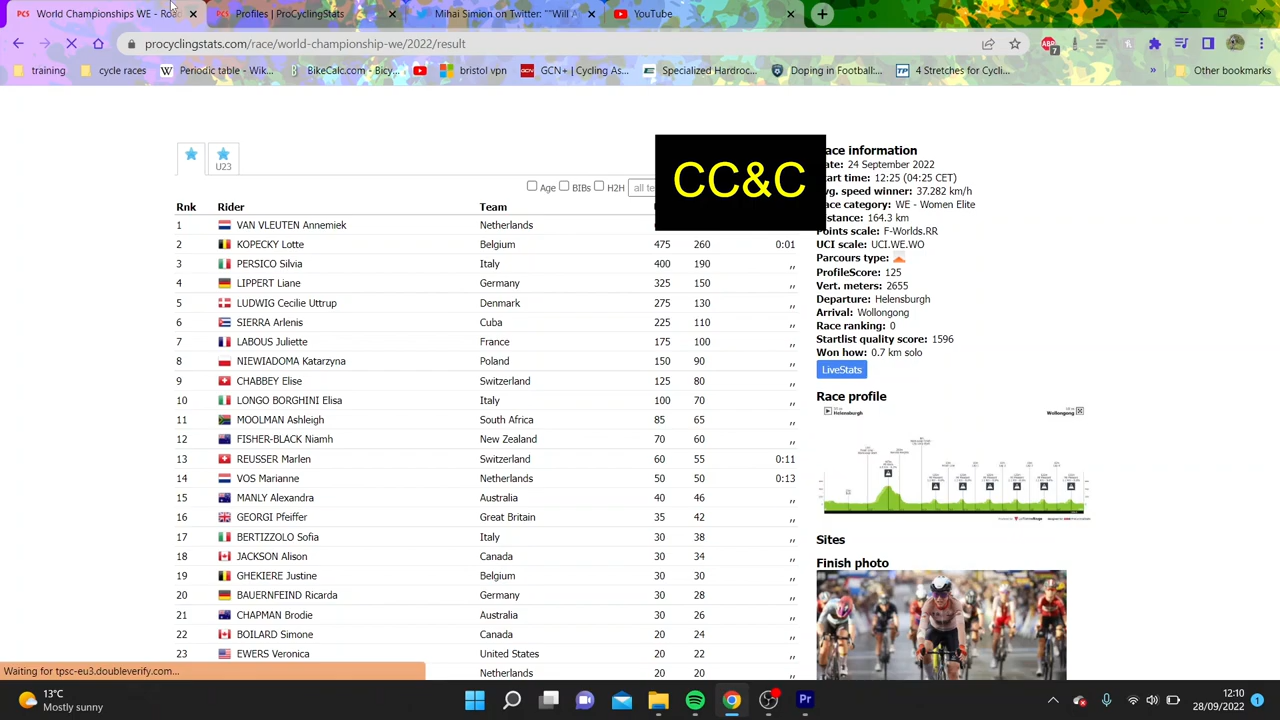 World Championships WE - Road
Profiles | ProCyclingStats
Mihai Simion on Twitter: ""Will A
YouTube
procyclingstats.com/race/world-championship-we/2022/result
training
cycle races
Periodic table - Wik...
BikeCalc.com - B...
bristol vpn
GCN | Cycling As...
Specialized Hardroc...
Doping in Football:...
4 Stretches for Cycli...
Other bookmarks
U23
Age
BIBs
H2H
all te
CC&C
Rnk Rider Team
1 VAN VLEUTEN Annemiek Netherlands
2 KOPECKY Lotte Belgium 475 260 0:01
3 PERSICO Silvia Italy 400 190 ,,
4 LIPPERT Liane Germany 325 150 ,,
5 LUDWIG Cecilie Uttrup Denmark 275 130 ,,
6 SIERRA Arlenis Cuba 225 110 ,,
7 LABOUS Juliette France 175 100 ,,
8 NIEWIADOMA Katarzyna Poland 150 90 ,,
9 CHABBEY Elise Switzerland 125 80 ,,
10 LONGO BORGHINI Elisa Italy 100 70 ,,
11 MOOLMAN Ashleigh South Africa 85 65 ,,
12 FISHER-BLACK Niamh New Zealand 70 60 ,,
13 REUSSER Marlen Switzerland 60 55 0:11
14 VOS Marianne Netherlands 50 50 0:13
15 MANLY Alexandra Australia 40 46 ,,
16 GEORGI Pfeiffer Great Britain 35 42 ,,
17 BERTIZZOLO Sofia Italy 30 38 ,,
18 JACKSON Alison Canada 30 34 ,,
19 GHEKIERE Justine Belgium 30 30 ,,
20 BAUERNFEIND Ricarda Germany 30 28 ,,
21 CHAPMAN Brodie Australia 30 26 ,,
22 BOILARD Simone Canada 20 24 ,,
23 EWERS Veronica United States 20 22 ,,
Netherlands 20 20 ,,
ace information
ate: 24 September 2022
tart time: 12:25 (04:25 CET)
vg. speed winner: 37.282 km/h
ace category: WE - Women Elite
istance: 164.3 km
Points scale: F-Worlds.RR
UCI scale: UCI.WE.WO
Parcours type:
ProfileScore: 125
Vert. meters: 2655
Departure: Helensburgh
Arrival: Wollongong
Race ranking: 0
Startlist quality score: 1596
Won how: 0.7 km solo
LiveStats
Race profile
Helensburgh
Wollongong
Sites
Finish photo
Waiting for tpsc-eu3.doubleverify.com...
13°C
Mostly sunny
12:10
28/09/2022